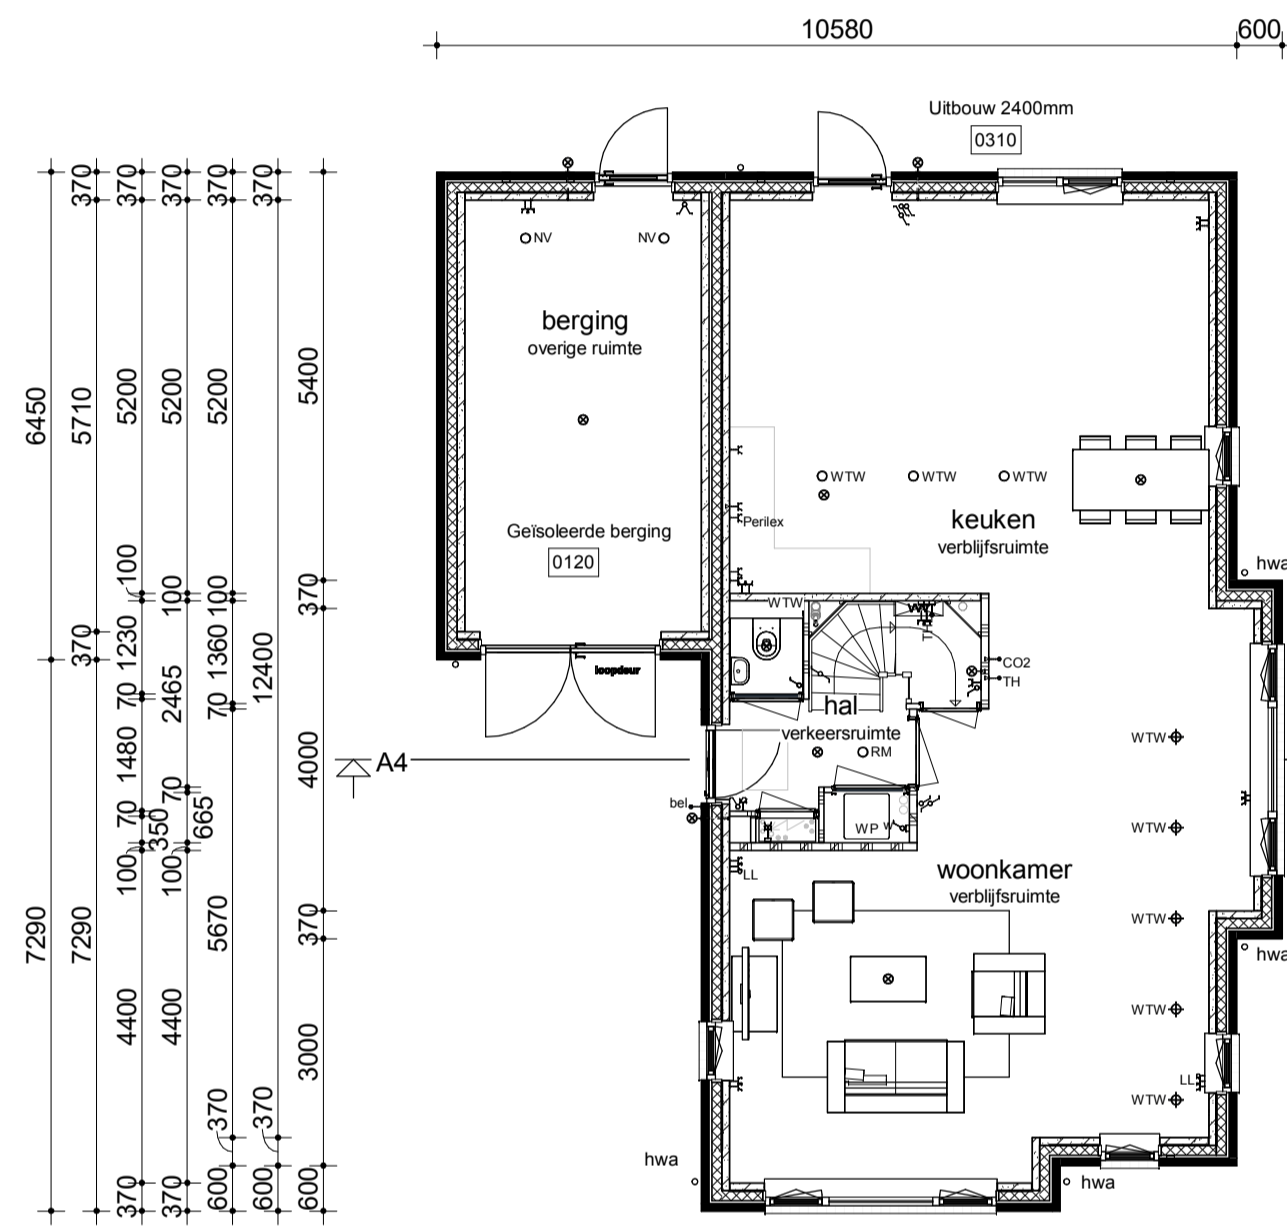 10580
600
Uitbouw 2400mm
0310
370
370
370
370
370
NV
NV
berging
overige ruimte
6450
5710
5200
5200
5200
5400
WTW
WTW
WTW
keuken
verblijfsruimte
Perilex
Geïsoleerde berging
0120
hwa
100
100
100
370
WTW
370
1230
2465
1360
12400
loopdeur
CO2
TH
70
70
hal
verkeersruimte
RM
WTW
1480
70
4000
A4
bel
70
350
665
WP
WTW
100
100
LL
woonkamer
verblijfsruimte
7290
7290
5670
370
WTW
hwa
4400
4400
3000
WTW
LL
WTW
370
370
hwa
hwa
370
370
600
600
600